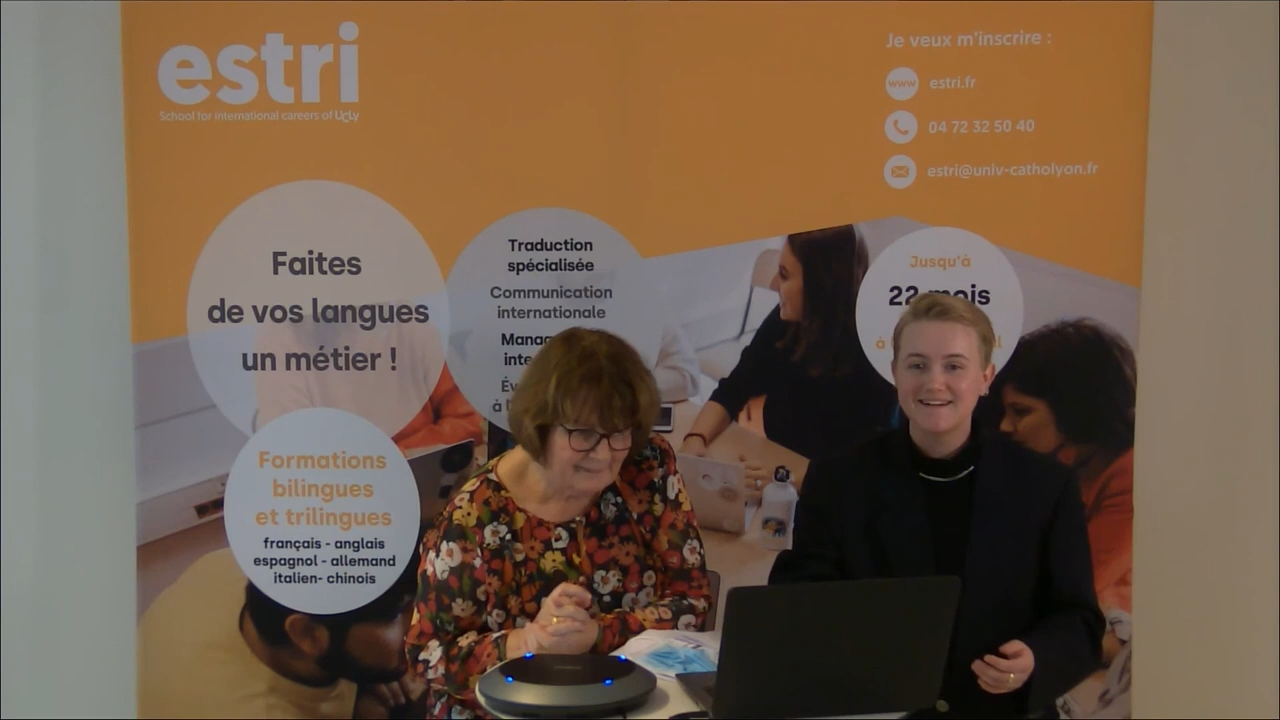 estri
School for international careers of UCLy
Je veux m'inscrire :
www estri.fr
04 72 32 50 40
estri@univ-catholyon.fr
Faites
de vos langues
un métier !
Traduction
spécialisée
Communication
internationale
Jusqu'à
22 mois
à
Formations
bilingues
et trilingues
français - anglais
espagnol - allemand
italien- chinois